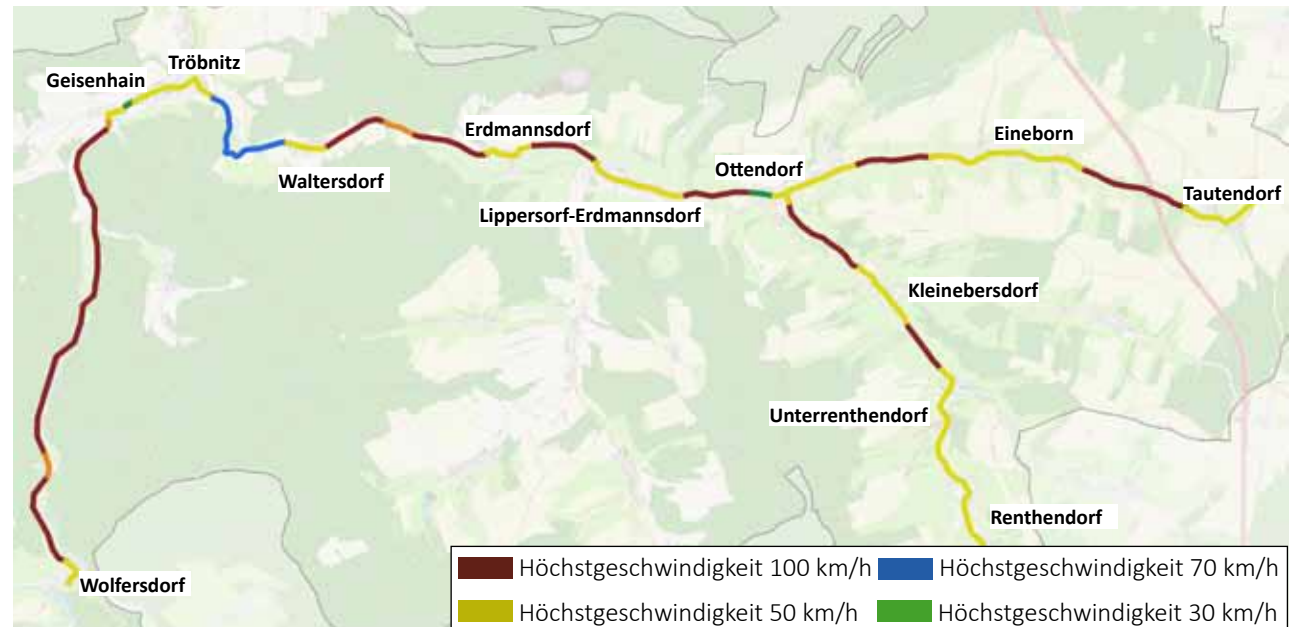 Tröbnitz
Geisenhain
Erdmannsdorf
Eineborn
Waltersdorf
Ottendorf
Tautendorf
Lippersorf-Erdmannsdorf
Kleinebersdorf
Unterrenthendorf
Renthendorf
Wolfersdorf
Höchstgeschwindigkeit 100 km/h
Höchstgeschwindigkeit 70 km/h
Höchstgeschwindigkeit 50 km/h
Höchstgeschwindigkeit 30 km/h